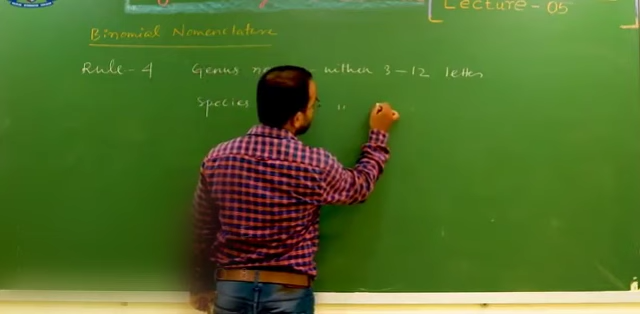 Lecture - 05
Binomial Nomenclature
Rule - 4 Genus - within 3 - 12 letter
Species "